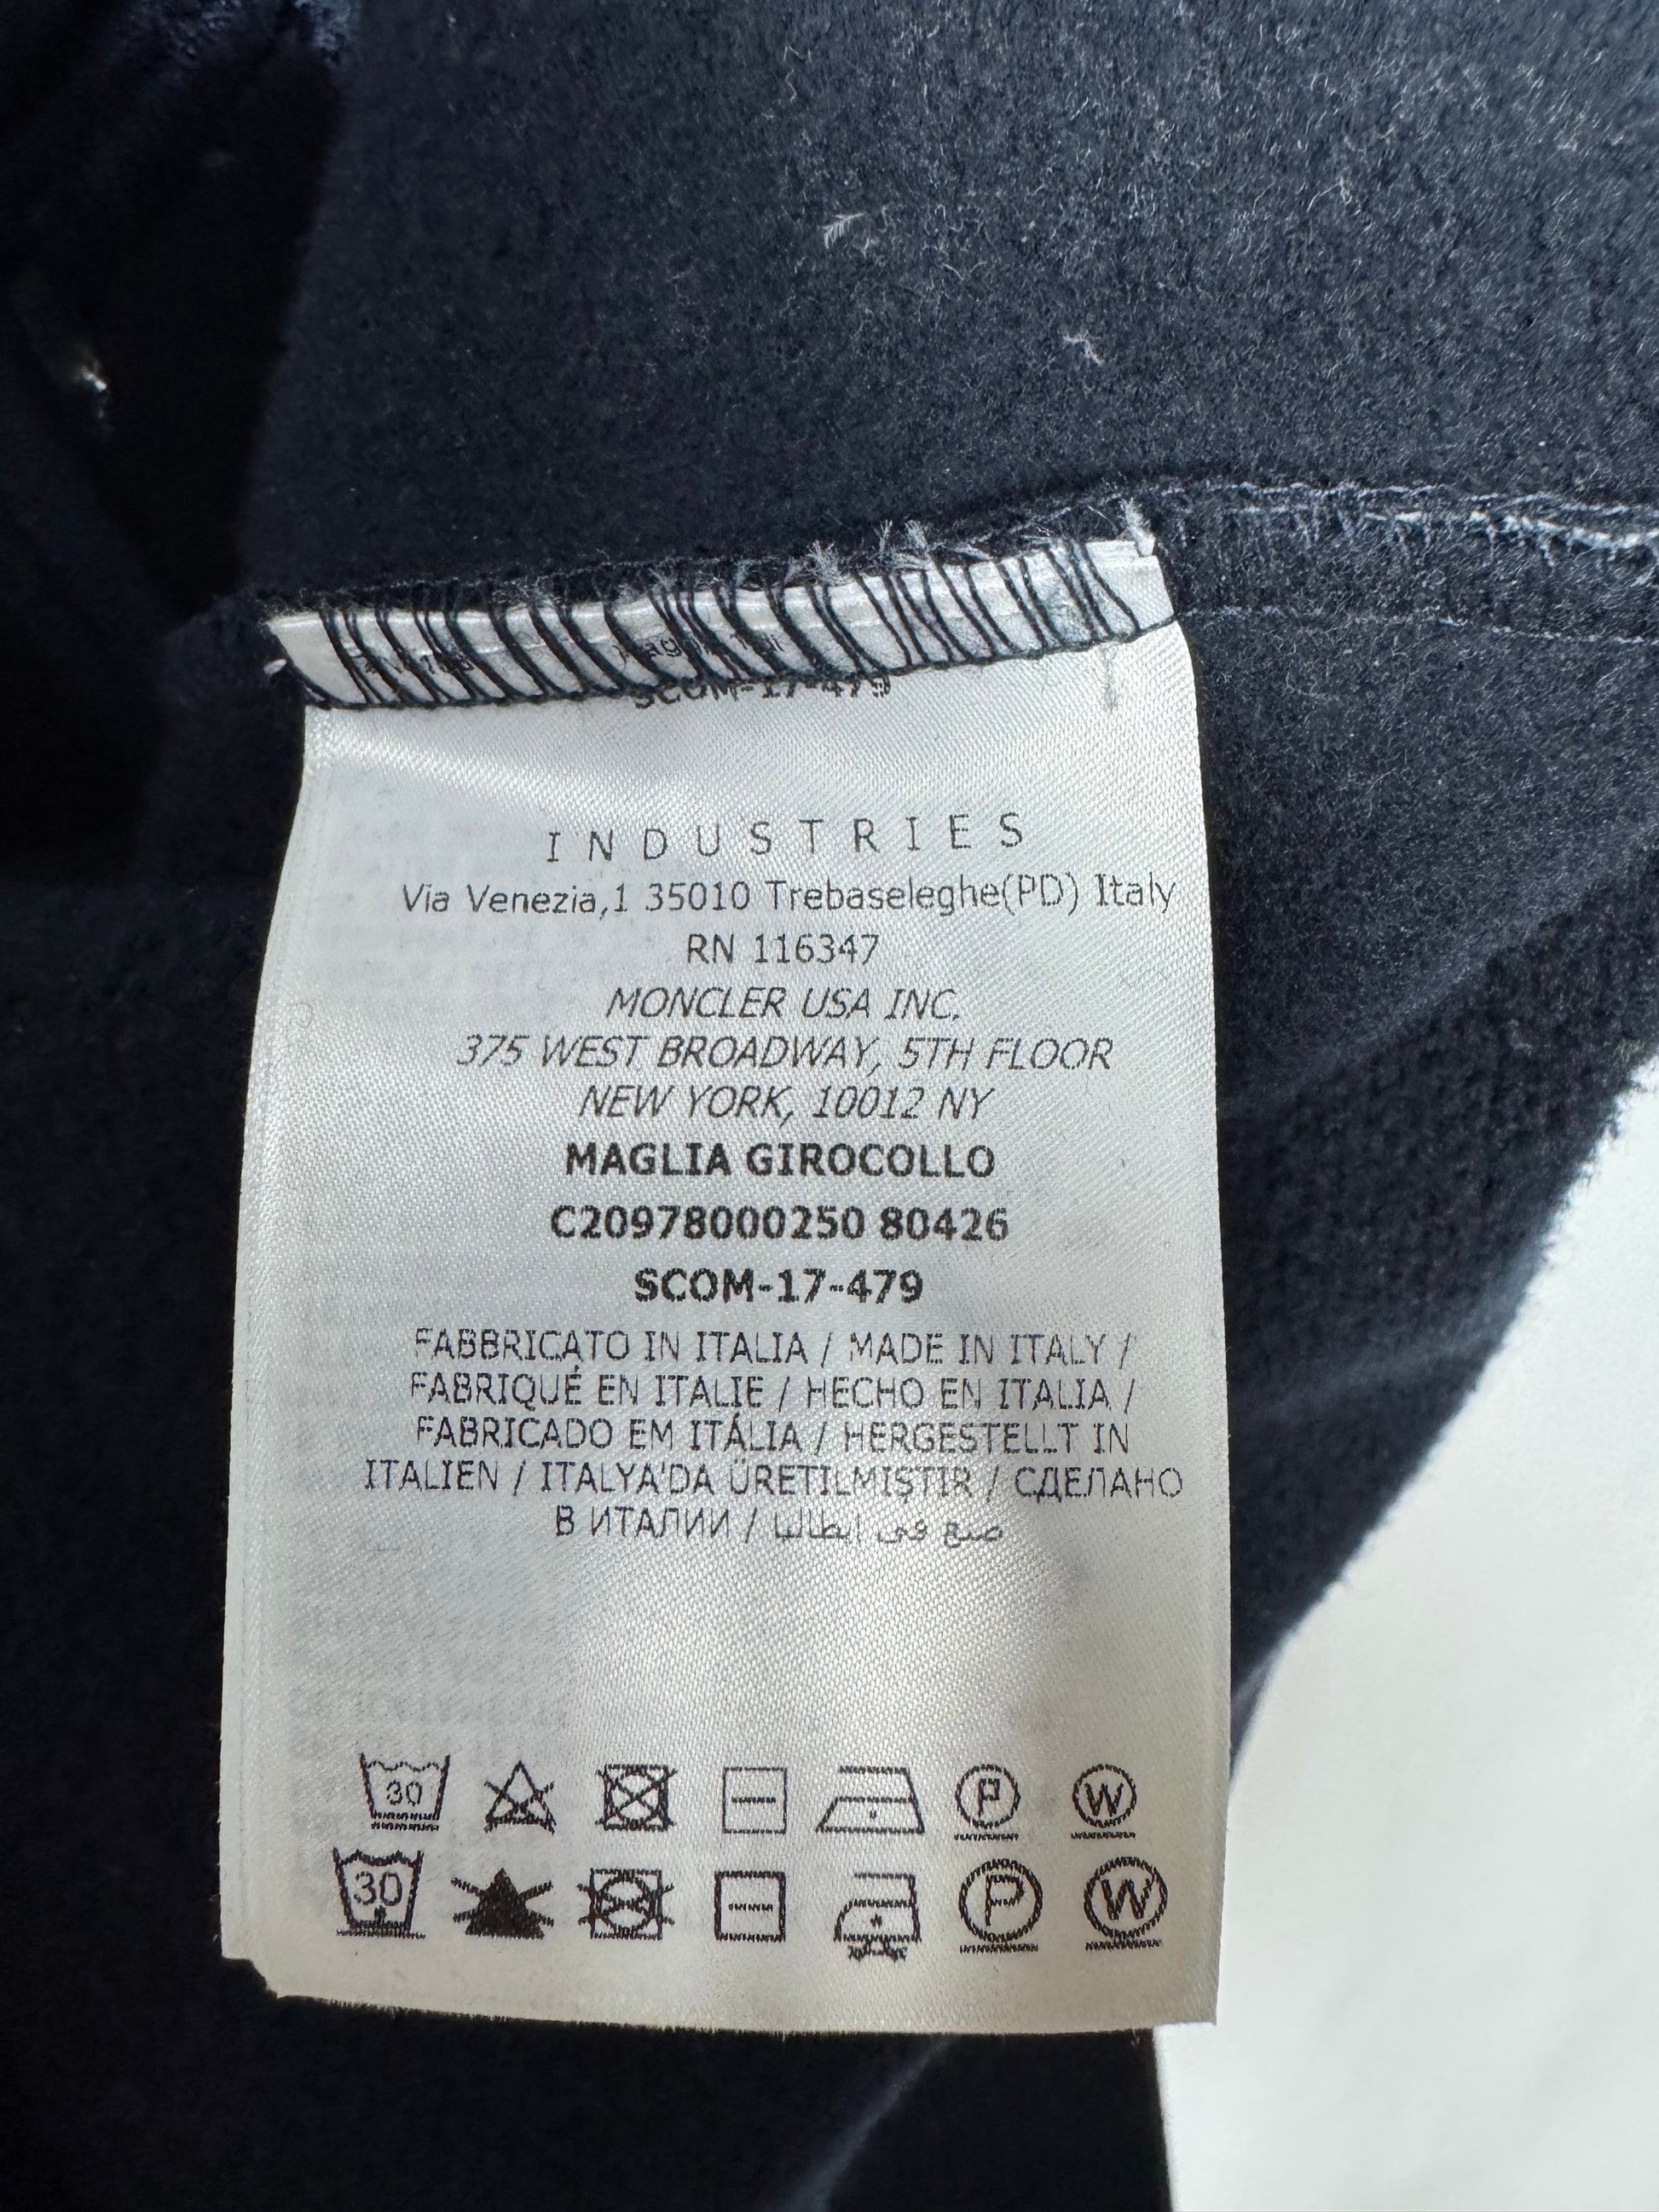 SCOM-17-479
INDUSTRIES
Via Venezia,1 35010 Trebaseleghe(PD) Italy
RN 116347
MONCLER USA INC.
375 WEST BROADWAY, 5TH FLOOR
NEW YORK, 10012 NY
MAGLIA GIROCOLLO
C20978000250 80426
SCOM-17-479
FABBRICATO IN ITALIA / MADE IN ITALY /
FABRIQUÉ EN ITALIE / HECHO EN ITALIA /
FABRICADO EM ITÁLIA / HERGESTELLT IN
ITALIEN / ITALYA'DA ÜRETILMIŞTIR / СДЕЛАНО
В ИТАЛИИ / صنع في إيطاليا
30 P W
30 P W